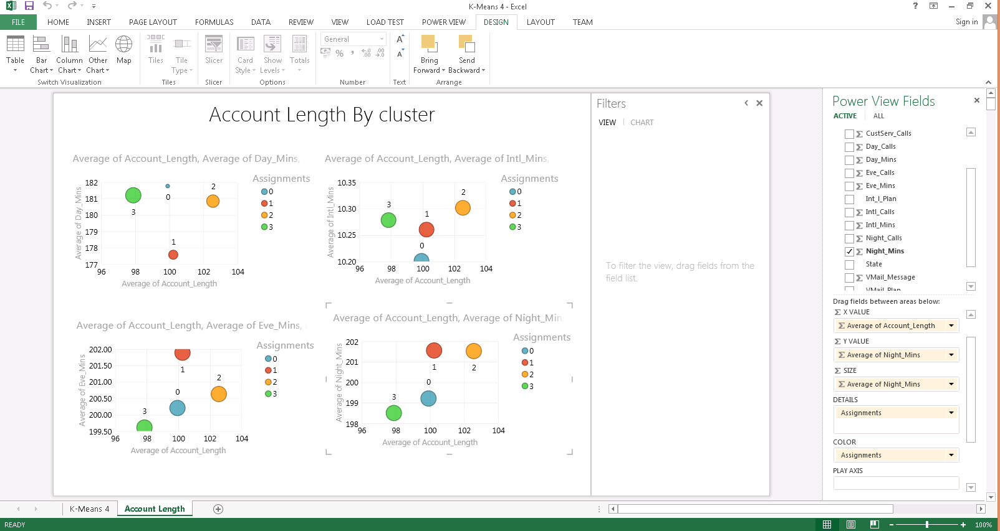 K-Means 4 - Excel
?
FILE HOME INSERT PAGE LAYOUT FORMULAS DATA REVIEW VIEW LOAD TEST POWER VIEW DESIGN LAYOUT TEAM Sign in
Table Bar Chart Column Chart Other Chart Map
Switch Visualization
Tiles Tile Type
Tiles
Slicer
Slicer
Card Style Show Levels Totals
Options
General
% , ←.0 .00 .00 →.0
Number
A A
Text
Bring Forward Send Backward
Arrange
Account Length By cluster
Average of Account_Length, Average of Day_Mins,
Average of Day_Mins
182
181
180
179
178
177
96 98 100 102 104
Average of Account_Length
3
0
2
1
Assignments
0
1
2
3
Average of Account_Length, Average of Intl_Mins,
Average of Intl_Mins
10.35
10.30
10.25
10.20
96 98 100 102 104
Average of Account_Length
3
1
2
0
Assignments
0
1
2
3
Average of Account_Length, Average of Eve_Mins,
Average of Eve_Mins
202.00
201.50
201.00
200.50
200.00
199.50
96 98 100 102 104
Average of Account_Length
1
2
0
3
Assignments
0
1
2
3
Average of Account_Length, Average of Night_Min
Average of Night_Mins
202
201
200
199
198
96 98 100 102 104
Average of Account_Length
1
2
0
3
Assignments
0
1
2
3
Filters
VIEW CHART
To filter the view, drag fields from the
field list.
Power View Fields
ACTIVE ALL
Σ CustServ_Calls
Σ Day_Calls
Σ Day_Mins
Σ Eve_Calls
Σ Eve_Mins
Int_l_Plan
Σ Intl_Calls
Σ Intl_Mins
Σ Night_Calls
Σ Night_Mins
State
Σ VMail_Message
VMail_Plan
Drag fields between areas below:
Σ X VALUE
Σ Average of Account_Length
Σ Y VALUE
Σ Average of Night_Mins
Σ SIZE
Σ Average of Night_Mins
DETAILS
Assignments
COLOR
Assignments
PLAY AXIS
K-Means 4 Account Length
READY
100%